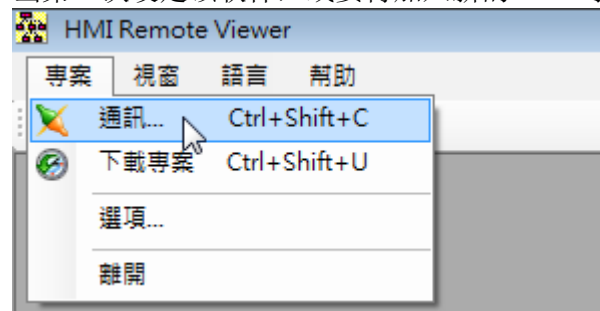 HMI Remote Viewer
專案 視窗 語言 幫助
通訊... Ctrl+Shift+C
下載專案 Ctrl+Shift+U
選項...
離開